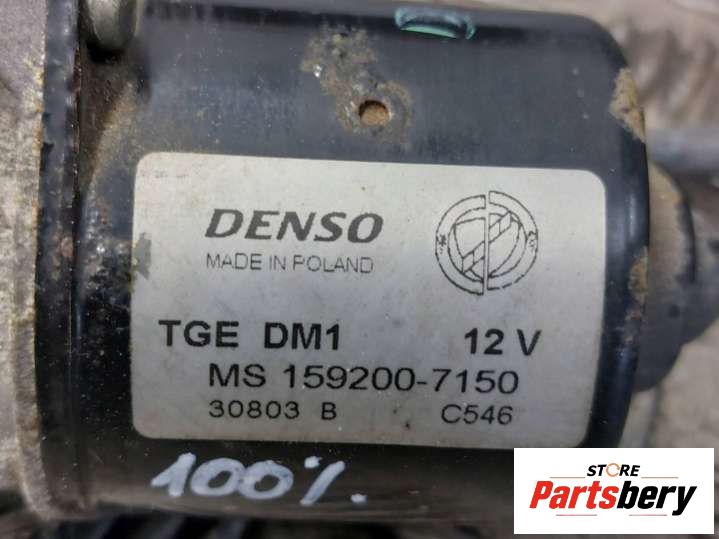 DENSO
MADE IN POLAND
TGE DM1 12 V
MS 159200-7150
30803 B C546
100%.
STORE
Partsbery